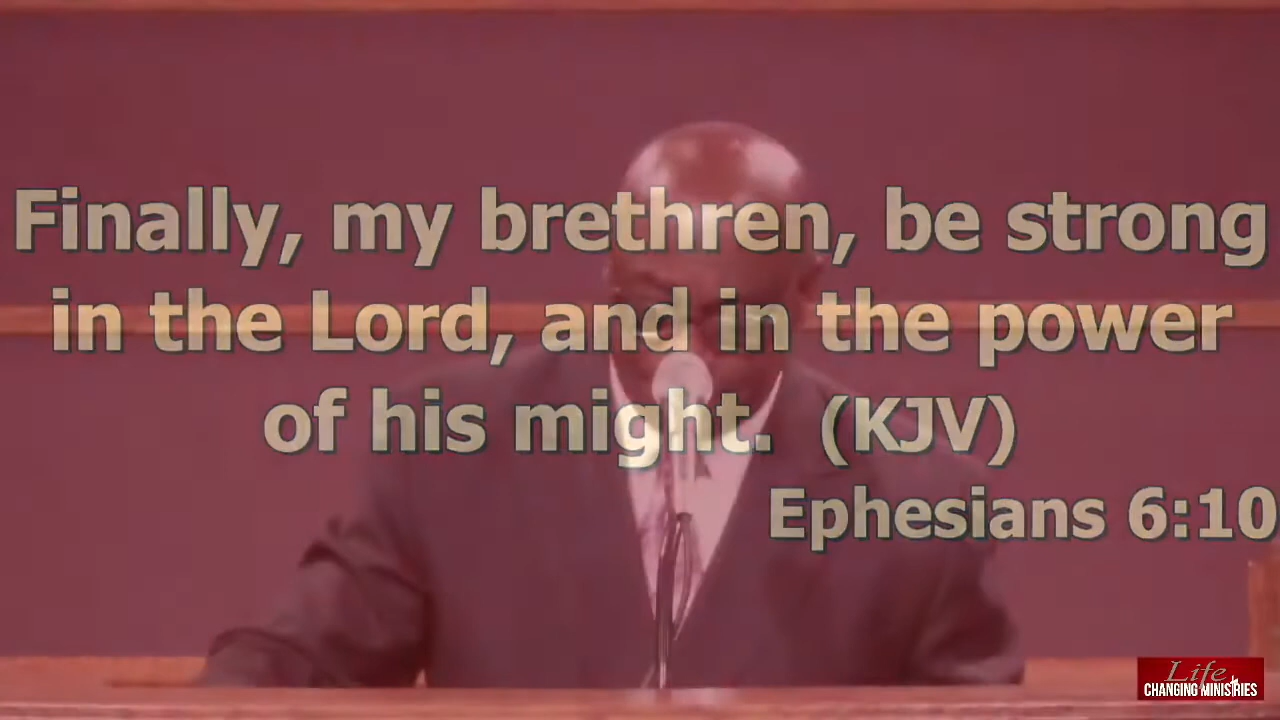 Finally, my brethren, be strong
in the Lord, and in the power
of his might.  (KJV)
Ephesians 6:10
Life
CHANGING MINISTRIES